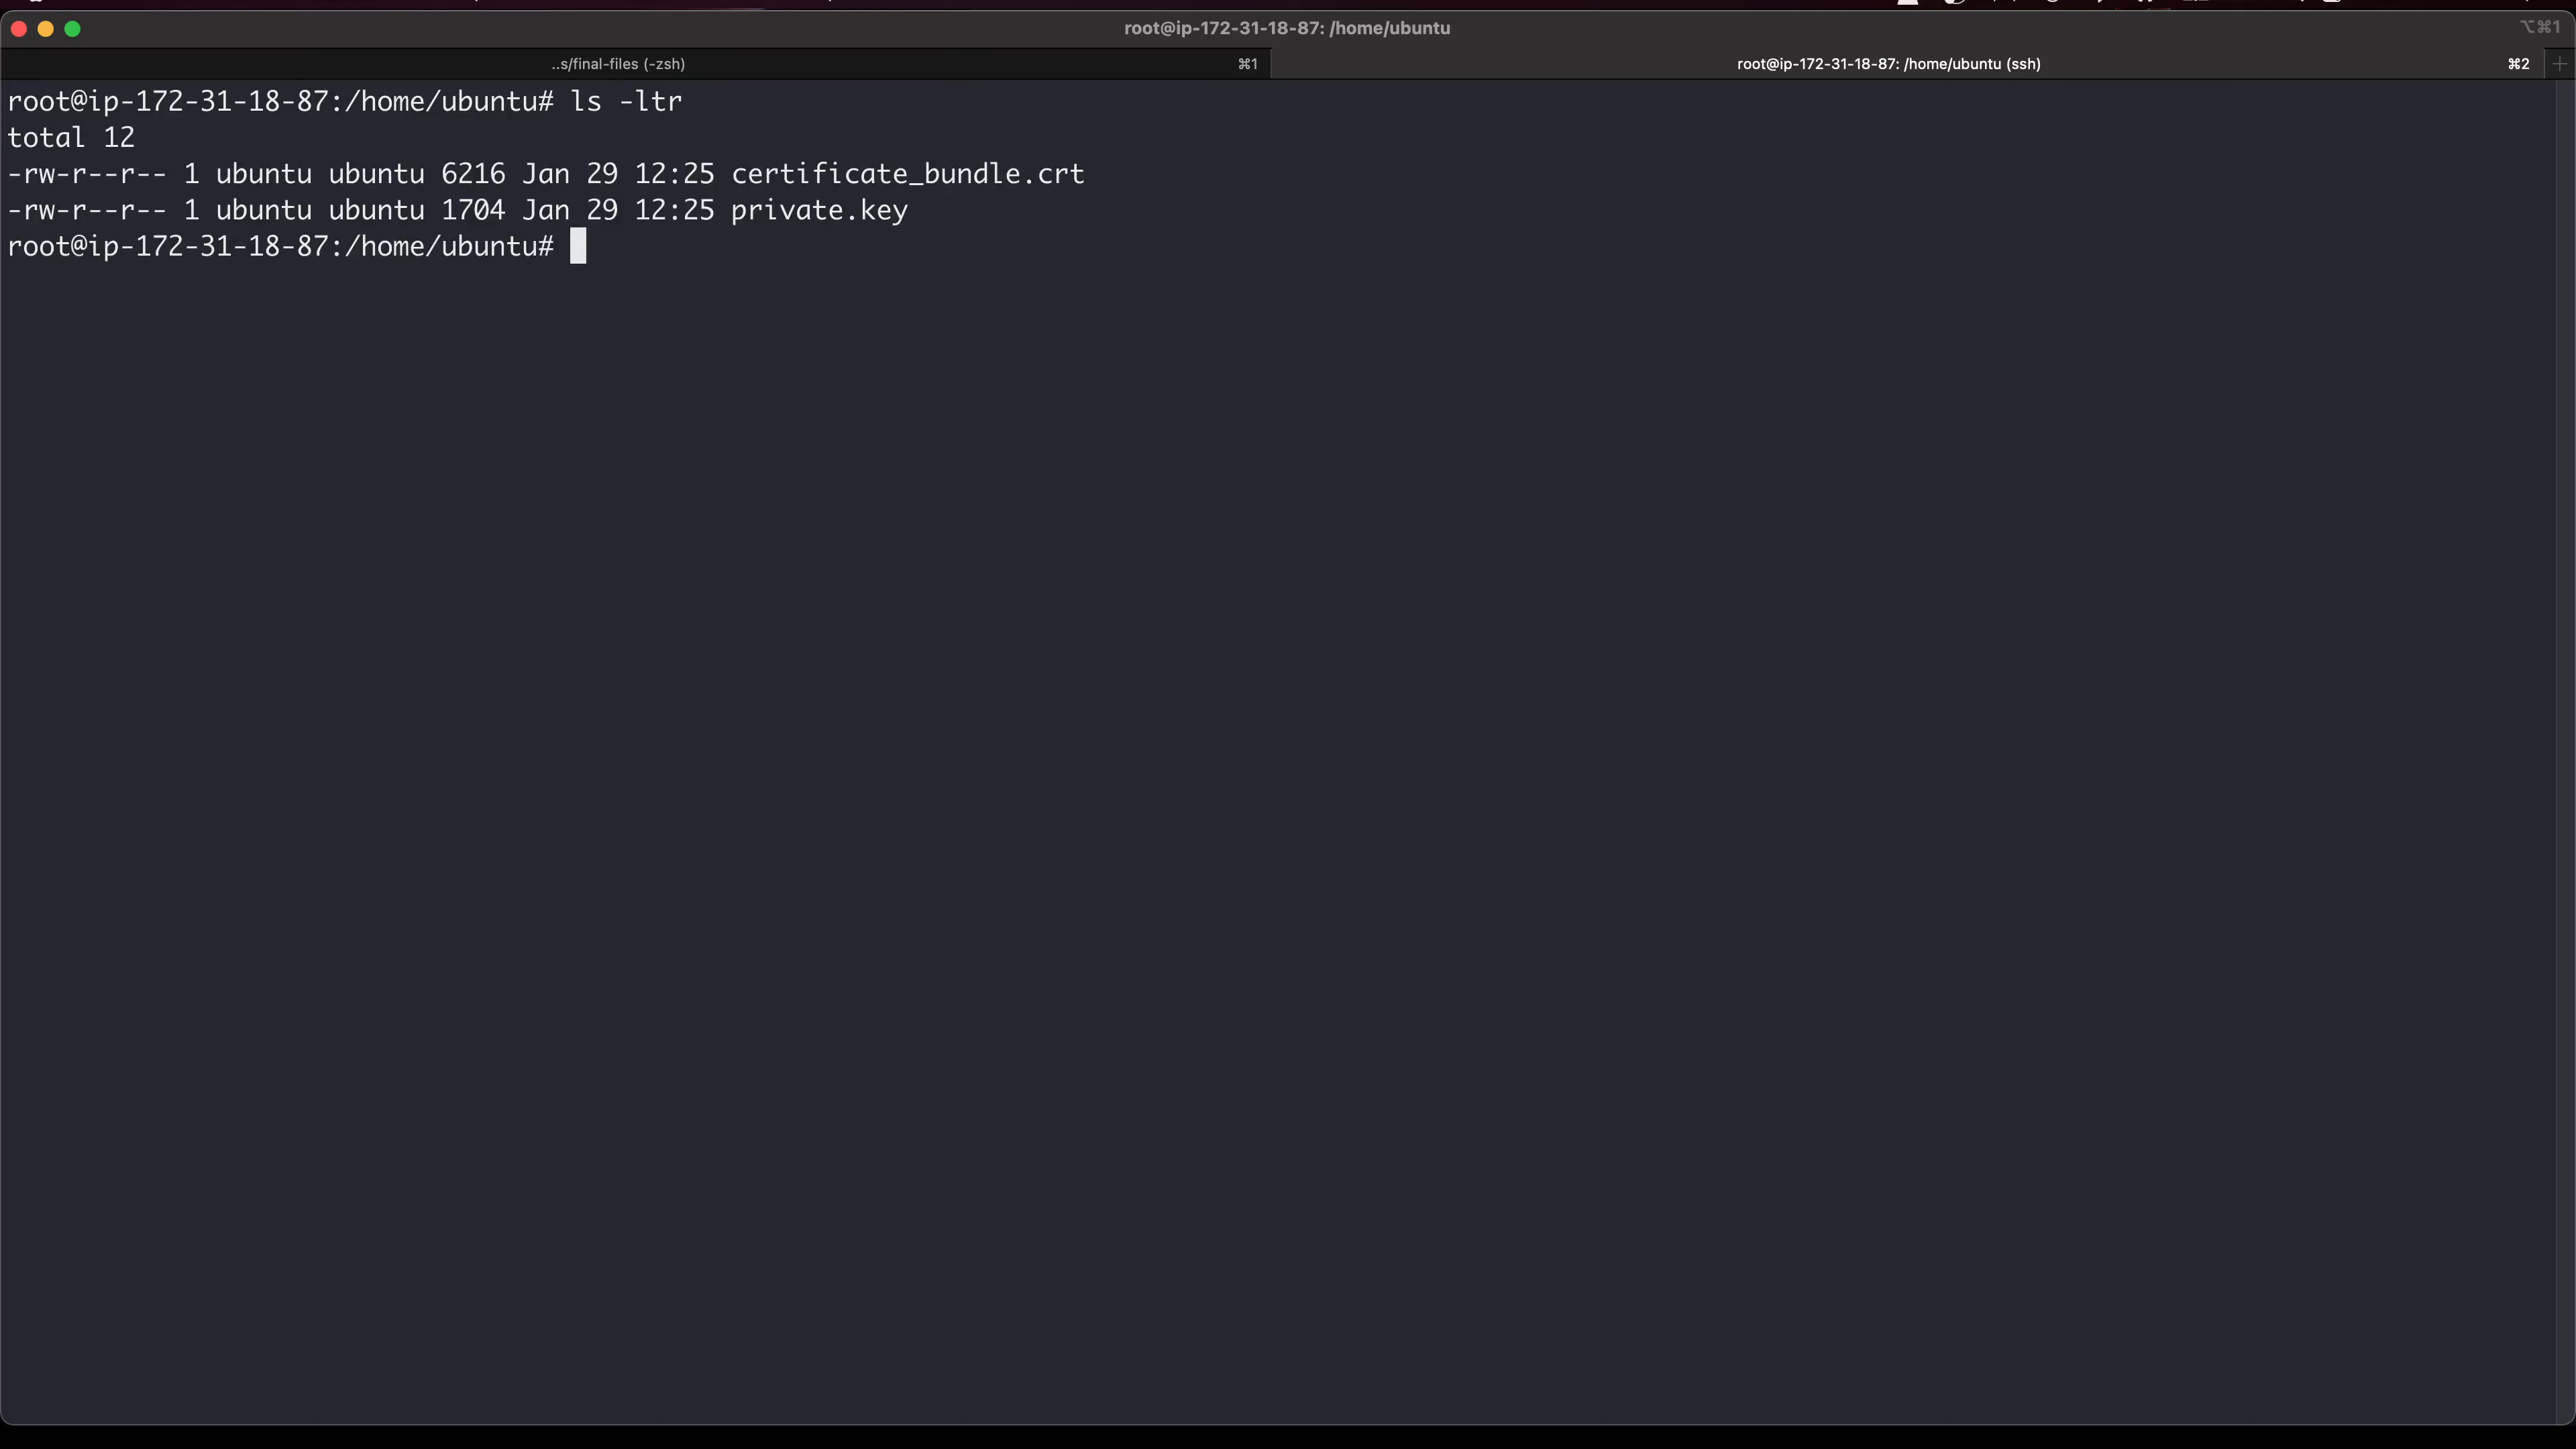 root@ip-172-31-18-87: /home/ubuntu
⌥⌘1
..s/final-files (-zsh)
⌘1
root@ip-172-31-18-87: /home/ubuntu (ssh)
⌘2
root@ip-172-31-18-87:/home/ubuntu# ls -ltr
total 12
-rw-r--r-- 1 ubuntu ubuntu 6216 Jan 29 12:25 certificate_bundle.crt
-rw-r--r-- 1 ubuntu ubuntu 1704 Jan 29 12:25 private.key
root@ip-172-31-18-87:/home/ubuntu#